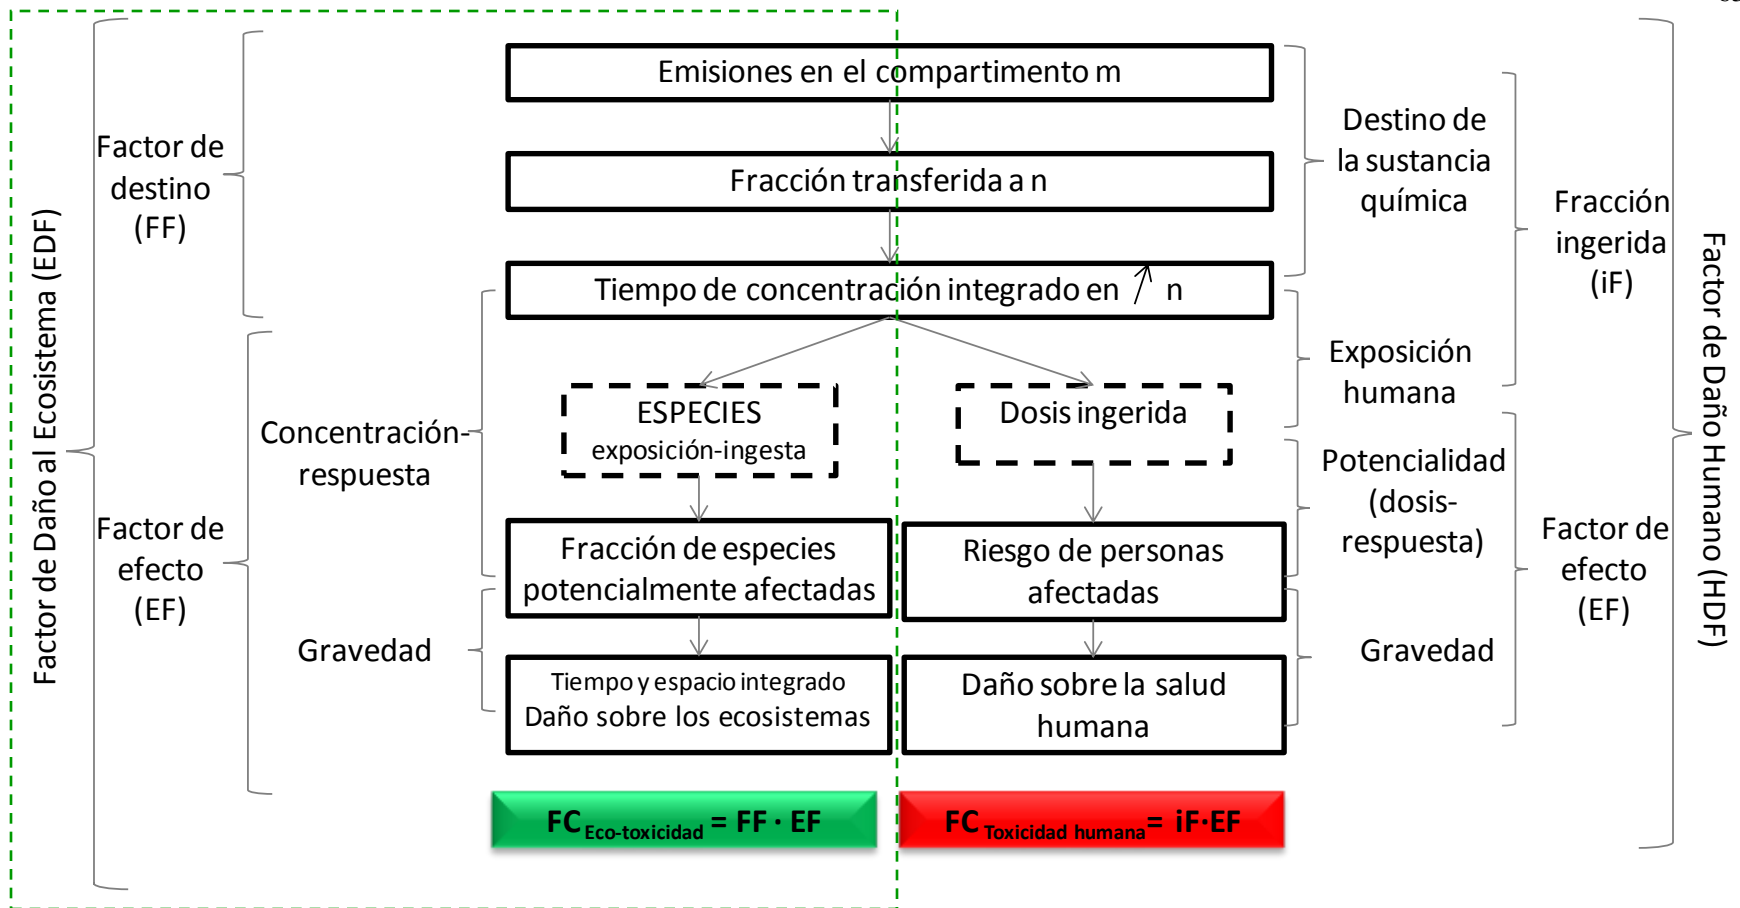 Factor de Daño al Ecosistema (EDF)
Factor de
destino
(FF)
Factor de
efecto
(EF)
Concentración-
respuesta
Gravedad
Emisiones en el compartimento m
Fracción transferida a n
Tiempo de concentración integrado en n
ESPECIES
exposición-ingesta
Fracción de especies
potencialmente afectadas
Tiempo y espacio integrado
Daño sobre los ecosistemas
FC Eco-toxicidad = FF · EF
Dosis ingerida
Riesgo de personas
afectadas
Daño sobre la salud
humana
FC Toxicidad humana = iF·EF
Destino de
la sustancia
química
Exposición
humana
Potencialidad
(dosis-
respuesta)
Gravedad
Fracción
ingerida
(iF)
Factor de
efecto
(EF)
Factor de Daño Humano (HDF)